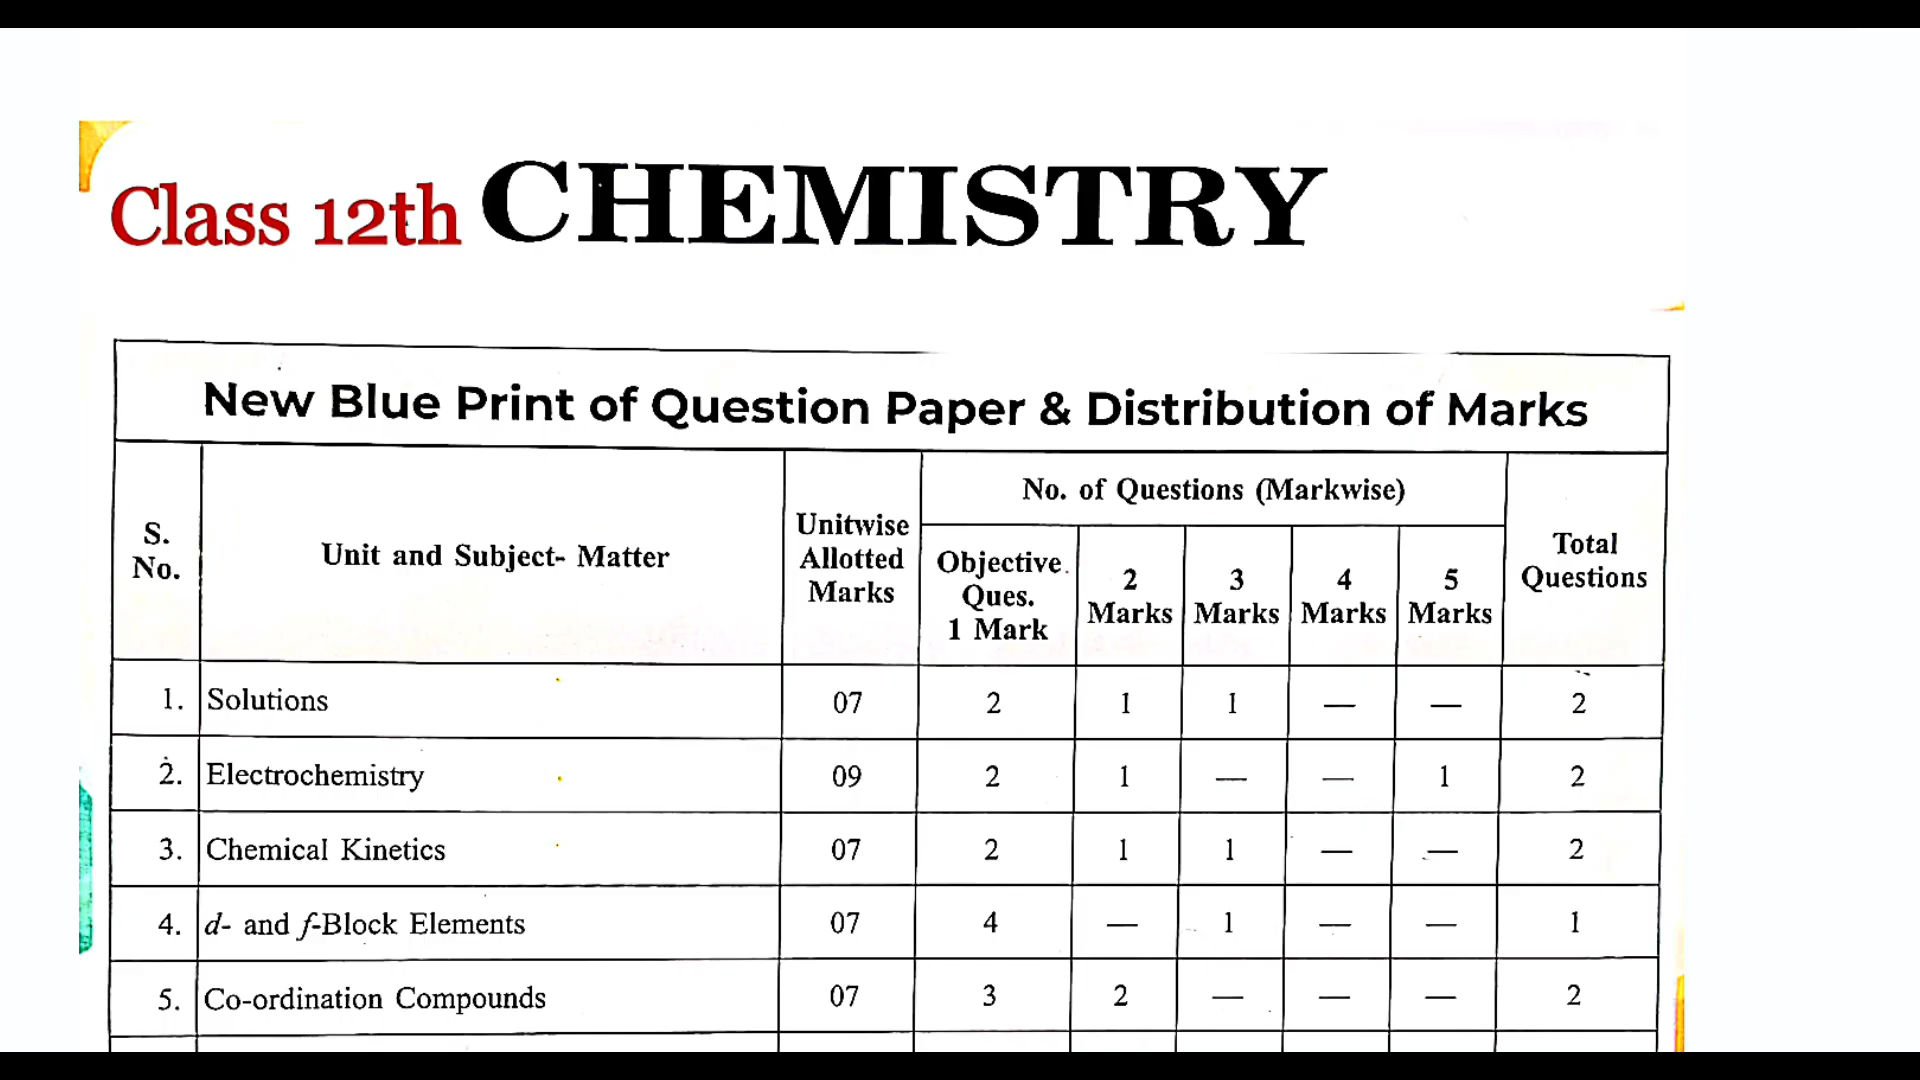 Class 12th CHEMISTRY
New Blue Print of Question Paper & Distribution of Marks
S. No. Unit and Subject- Matter Unitwise Allotted Marks No. of Questions (Markwise) Total Questions
Objective Ques. 1 Mark 2 Marks 3 Marks 4 Marks 5 Marks
1. Solutions 07 2 1 1 — — 2
2. Electrochemistry 09 2 1 — — 1 2
3. Chemical Kinetics 07 2 1 1 — — 2
4. d- and f-Block Elements 07 4 — 1 — — 1
5. Co-ordination Compounds 07 3 2 — — — 2